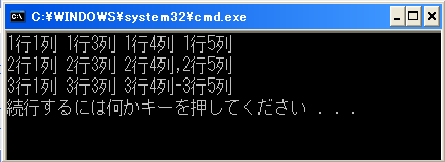 C:¥WINDOWS¥system32¥cmd.exe
1行1列 1行3列 1行4列 1行5列
2行1列 2行3列 2行4列,2行5列
3行1列 3行3列 3行4列-3行5列
続行するには何かキーを押してください . . .